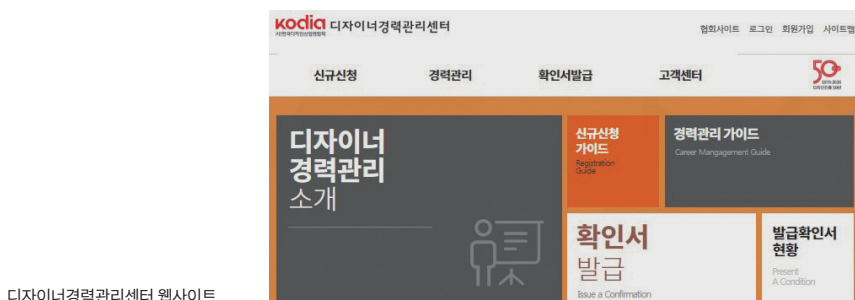 kodia 디자이너경력관리센터
협회사이트 로그인 회원가입 사이트맵
신규신청 경력관리 확인서발급 고객센터
50
디자이너
경력관리
소개
신규신청
가이드
Registration
Guide
경력관리 가이드
Career Mangagement Guide
확인서
발급
Issue a Confirmation
발급확인서
현황
Present
A Condition
디자이너경력관리센터 웹사이트